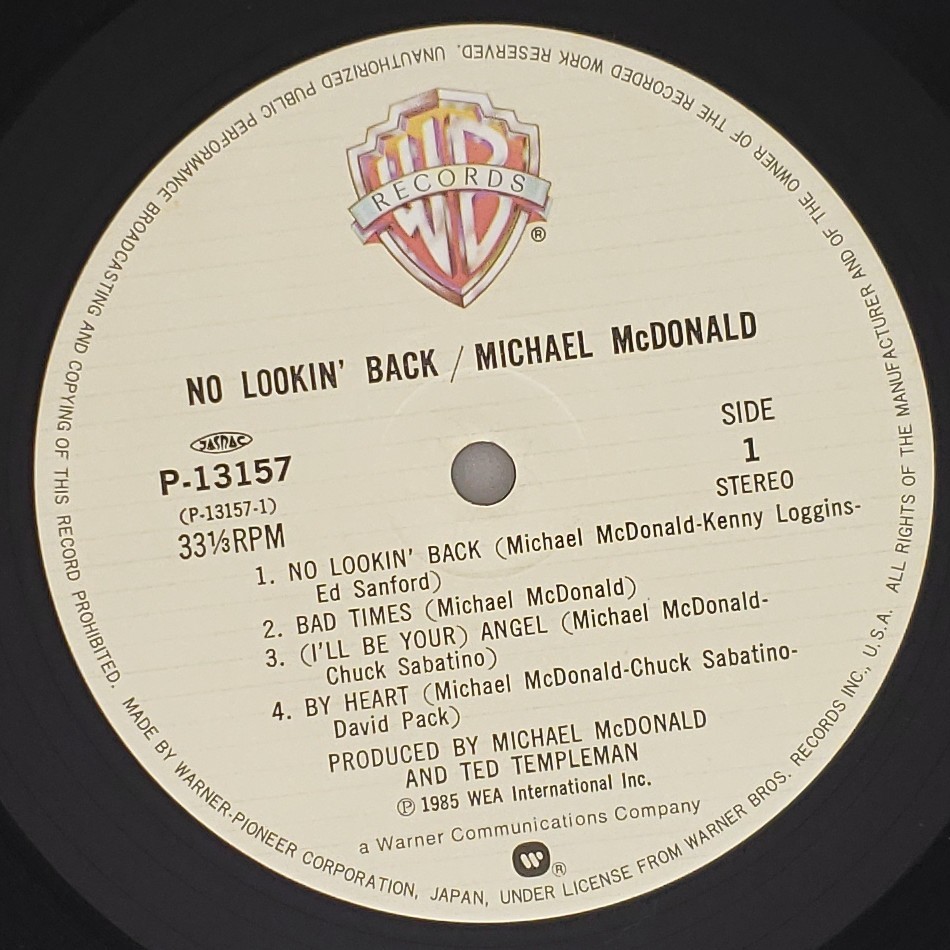 WB
RECORDS
®
NO LOOKIN' BACK / MICHAEL McDONALD
JASRAC
P-13157
(P-13157-1)
33⅓RPM
SIDE
1
STEREO
1. NO LOOKIN' BACK (Michael McDonald-Kenny Loggins-
Ed Sanford)
2. BAD TIMES (Michael McDonald)
3. (I'LL BE YOUR) ANGEL (Michael McDonald-
Chuck Sabatino)
4. BY HEART (Michael McDonald-Chuck Sabatino-
David Pack)
PRODUCED BY MICHAEL McDONALD
AND TED TEMPLEMAN
Ⓟ 1985 WEA International Inc.
a Warner Communications Company
®
MADE BY WARNER-PIONEER CORPORATION, JAPAN, UNDER LICENSE FROM WARNER BROS. RECORDS INC., U.S.A. ALL RIGHTS OF THE MANUFACTURER AND OF THE OWNER OF THE RECORDED WORK RESERVED. UNAUTHORIZED PUBLIC PERFORMANCE BROADCASTING AND COPYING OF THIS RECORD PROHIBITED.